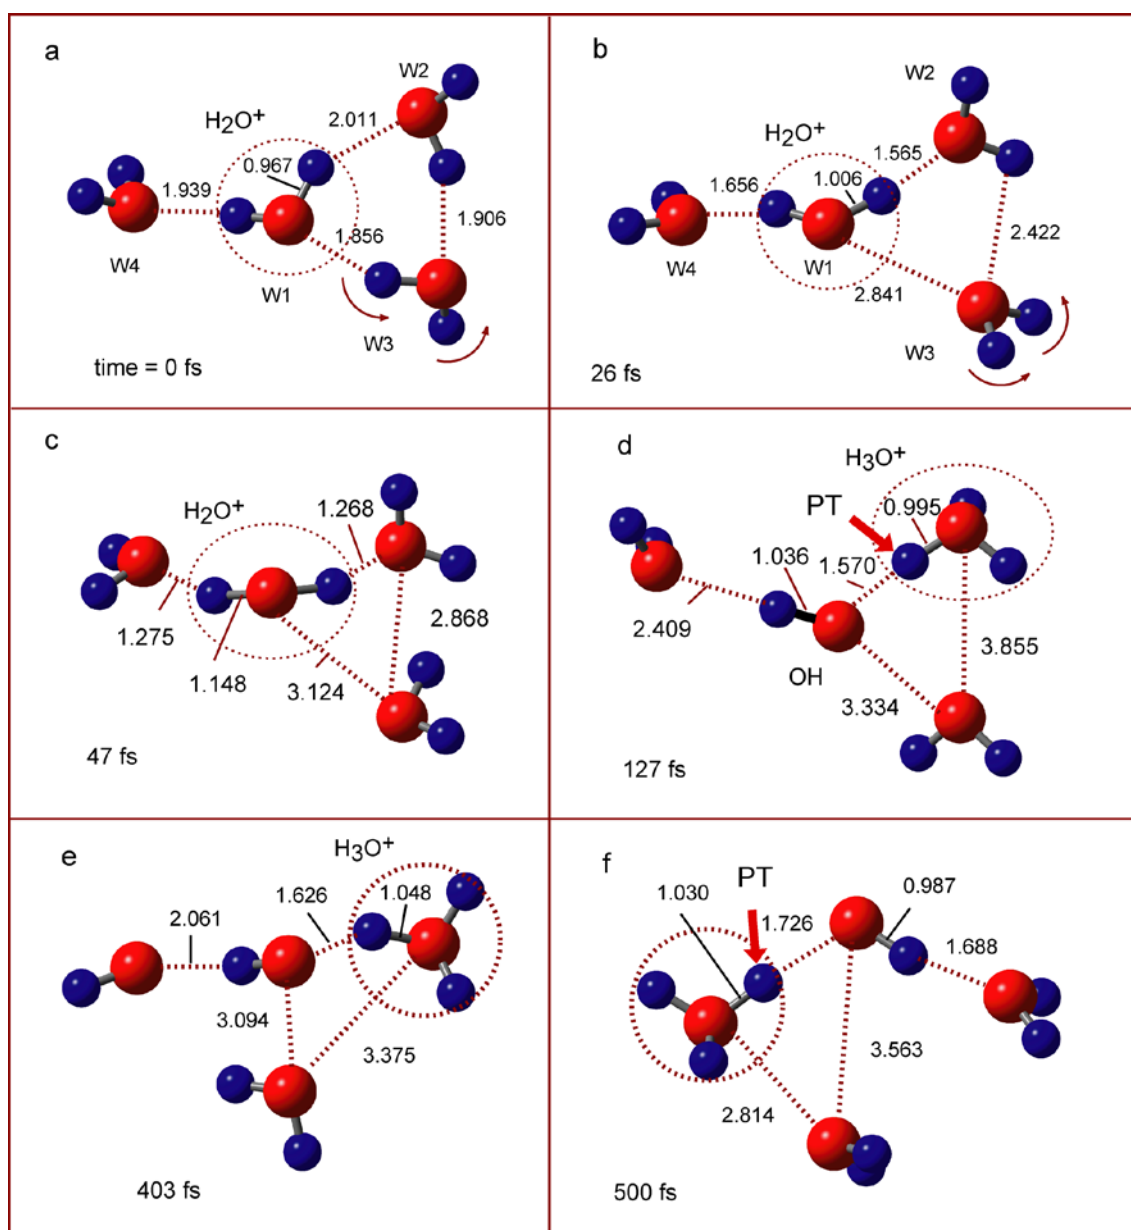 a
H2O+
W2
2.011
0.967
1.939
1.856
1.906
W4
W1
W3
time = 0 fs
b
W2
H2O+
1.565
1.656
1.006
2.422
W4
W1
2.841
W3
26 fs
c
H2O+
1.268
1.275
2.868
1.148
3.124
47 fs
d
H3O+
PT
0.995
1.036
1.570
2.409
3.855
OH
3.334
127 fs
e
H3O+
1.626
1.048
2.061
3.094
3.375
403 fs
f
PT
1.030
0.987
1.726
1.688
3.563
2.814
500 fs